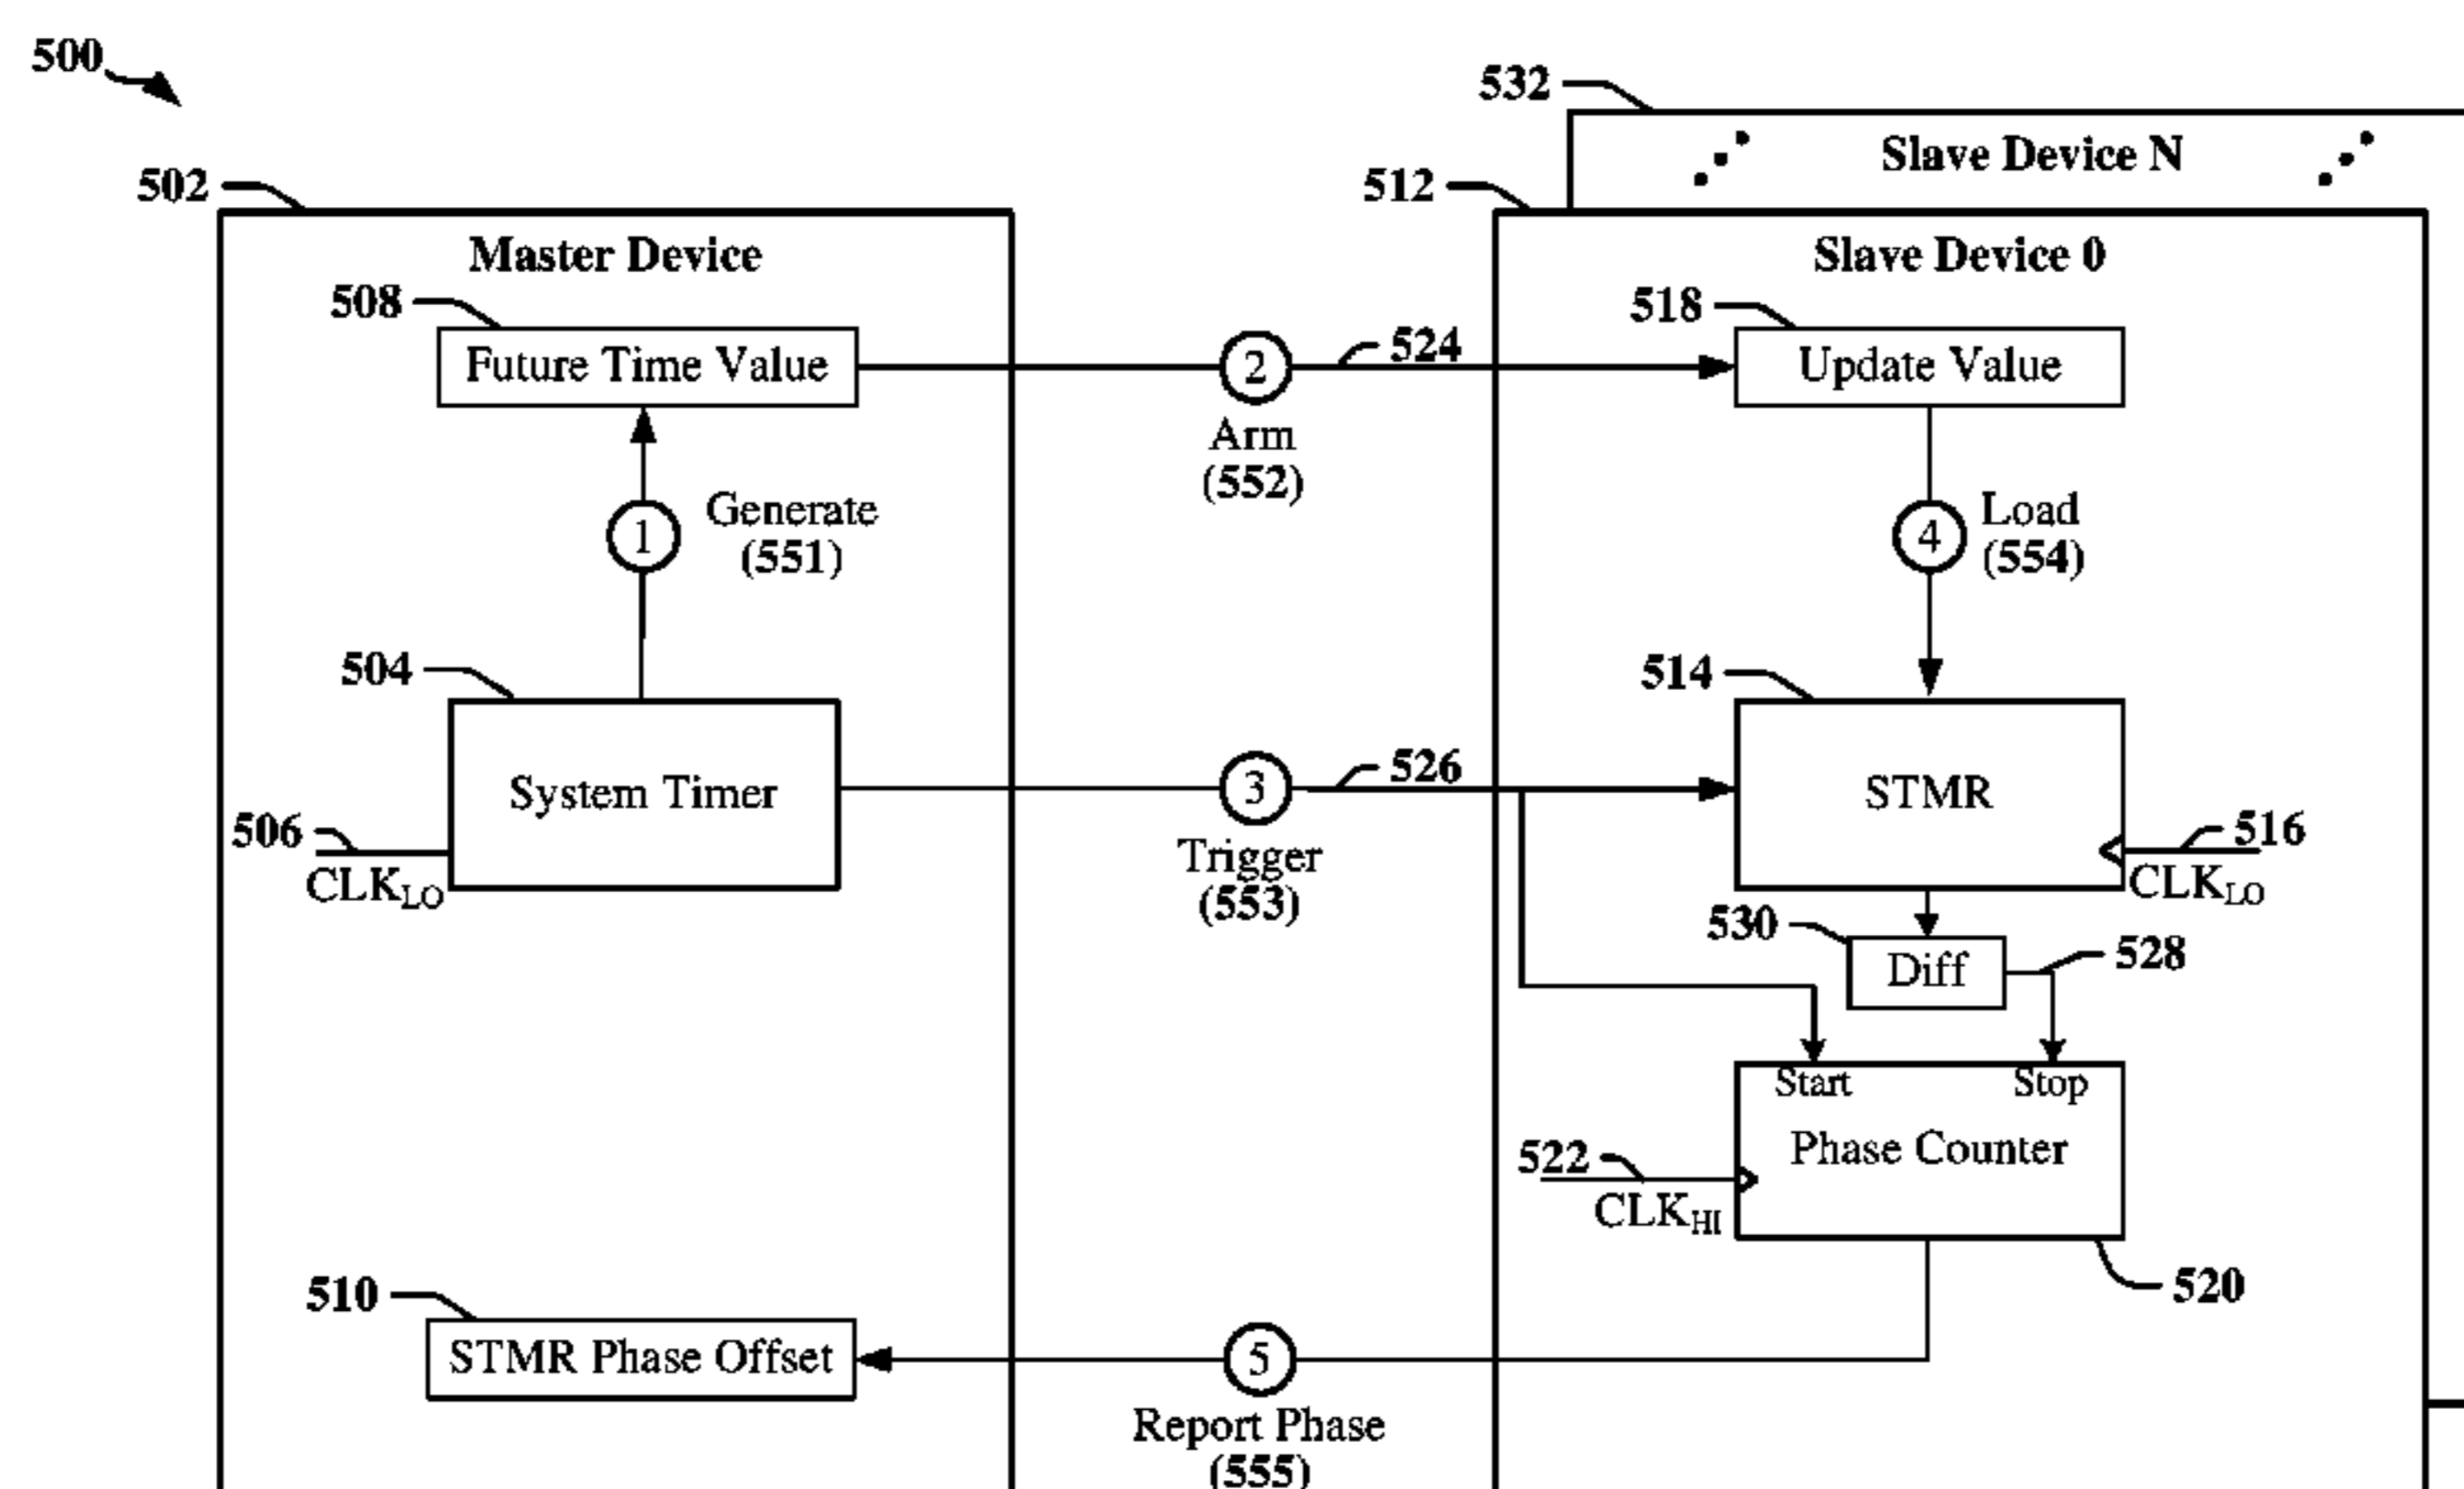 500
532
Slave Device N
502
512
Master Device
Slave Device 0
508
Future Time Value
2
524
518
Update Value
Arm
(552)
1
Generate
(551)
4
Load
(554)
504
System Timer
506
CLKLO
3
526
Trigger
(553)
514
STMR
516
CLKLO
530
Diff
528
Start
Stop
Phase Counter
522
CLKHI
520
510
STMR Phase Offset
5
Report Phase
(555)